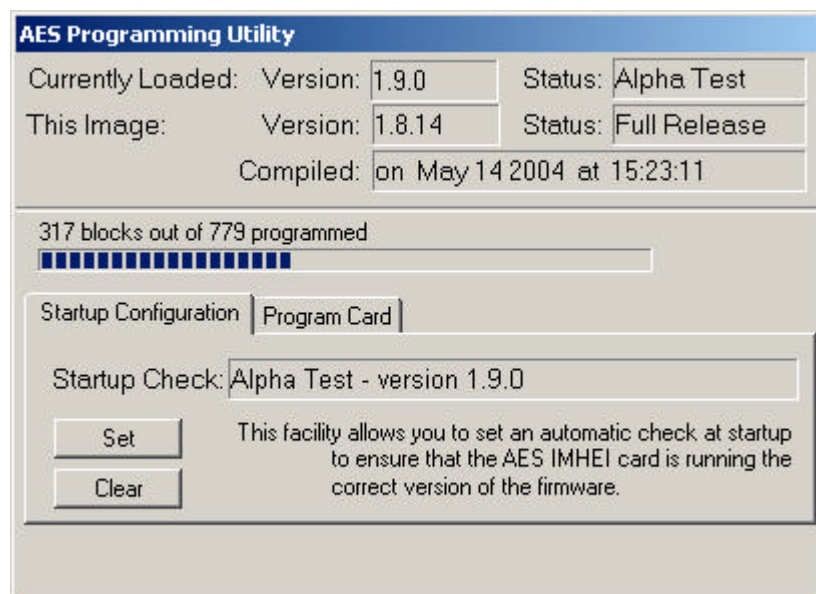 AES Programming Utility
Currently Loaded: Version: 1.9.0 Status: Alpha Test
This Image: Version: 1.8.14 Status: Full Release
Compiled: on May 14 2004 at 15:23:11
317 blocks out of 779 programmed
Startup Configuration Program Card
Startup Check: Alpha Test - version 1.9.0
Set
Clear
This facility allows you to set an automatic check at startup
to ensure that the AES IMHEI card is running the
correct version of the firmware.